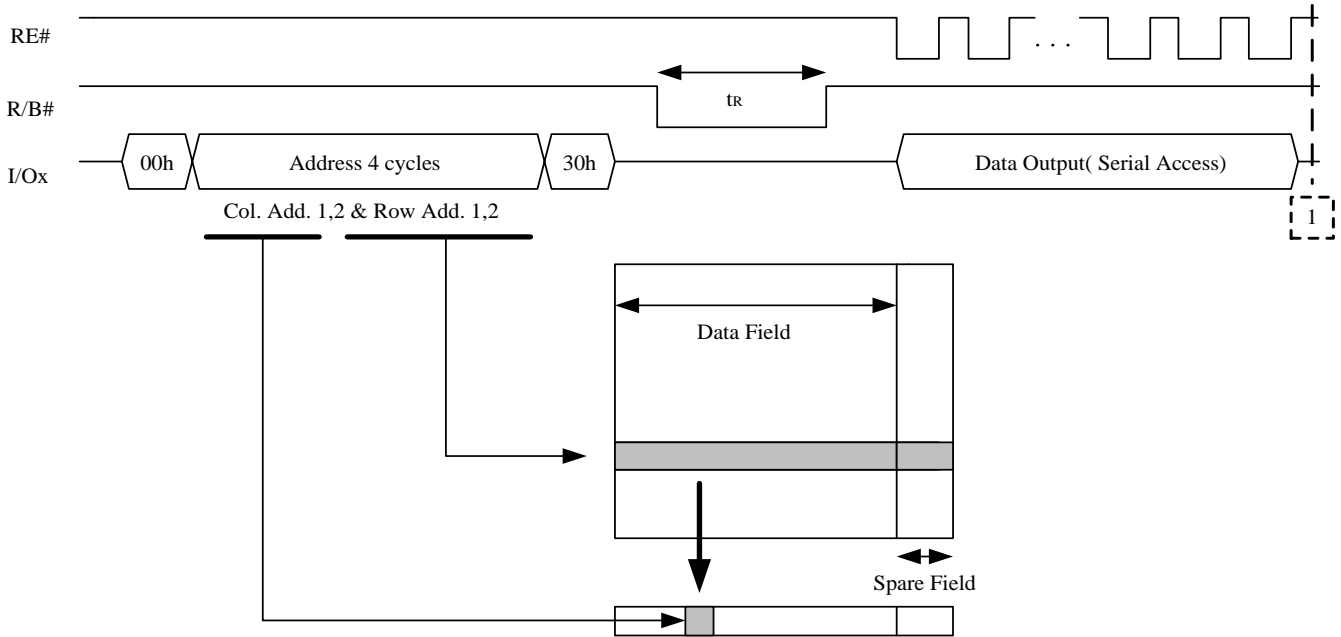 RE#
. . .
R/B#
tR
I/Ox
00h
Address 4 cycles
30h
Data Output( Serial Access)
Col. Add. 1,2 & Row Add. 1,2
1
Data Field
Spare Field